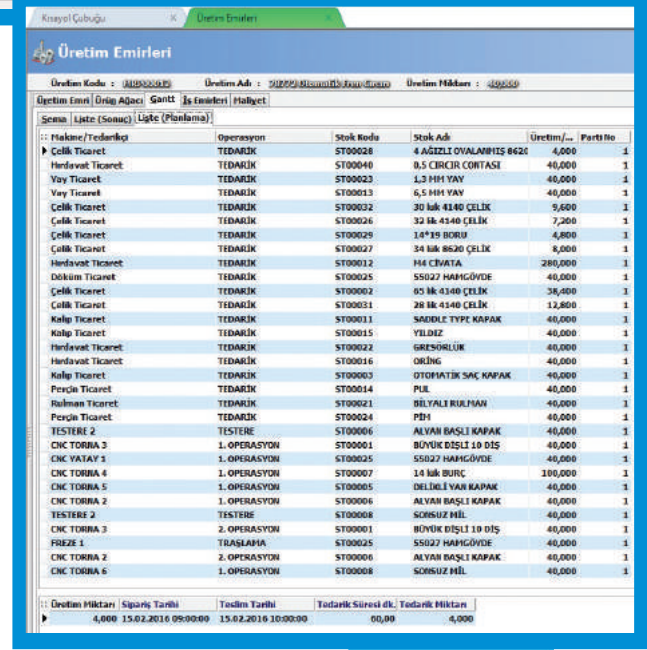 Kısayol Çubuğu Üretim Emirleri
Üretim Emirleri
Üretim Kodu : Üretim Adı : Üretim Miktarı : 40,000
Üretim Emri Ürün Ağacı Gantt İş Emirleri Maliyet
Şema Liste (Sonuç) Liste (Planlama)
Makine/Tedarikçi Operasyon Stok Kodu Stok Adı Üretim/... Parti No
Çelik Ticaret TEDARİK ST00028 4 AĞIZLI OVALANMIŞ 8620 4,000 1
Hırdavat Ticaret TEDARİK ST00040 0,5 CIRCIR CONTASI 40,000 1
Yay Ticaret TEDARİK ST00023 1,3 MM YAY 40,000 1
Yay Ticaret TEDARİK ST00013 6,5 MM YAY 40,000 1
Çelik Ticaret TEDARİK ST00032 30 luk 4140 ÇELİK 9,600 1
Çelik Ticaret TEDARİK ST00026 32 lik 4140 ÇELİK 7,200 1
Çelik Ticaret TEDARİK ST00029 14*19 BORU 4,800 1
Çelik Ticaret TEDARİK ST00027 34 lük 8620 ÇELİK 8,000 1
Hırdavat Ticaret TEDARİK ST00012 M4 CİVATA 280,000 1
Döküm Ticaret TEDARİK ST00025 55027 HAMGÖVDE 40,000 1
Çelik Ticaret TEDARİK ST00002 65 lik 4140 ÇELİK 38,400 1
Çelik Ticaret TEDARİK ST00031 28 lik 4140 ÇELİK 12,800 1
Kalıp Ticaret TEDARİK ST00011 SADDLE TYPE KAPAK 40,000 1
Kalıp Ticaret TEDARİK ST00015 YILDIZ 40,000 1
Hırdavat Ticaret TEDARİK ST00022 GRESÖRLÜK 40,000 1
Hırdavat Ticaret TEDARİK ST00016 ORİNG 40,000 1
Kalıp Ticaret TEDARİK ST00003 OTOMATİK SAÇ KAPAK 40,000 1
Perçin Ticaret TEDARİK ST00014 PUL 40,000 1
Rulman Ticaret TEDARİK ST00021 BİLYALI RULMAN 40,000 1
Perçin Ticaret TEDARİK ST00024 PİM 40,000 1
TESTERE 2 TESTERE ST00006 ALYAN BAŞLI KAPAK 40,000 1
CNC TORNA 3 1. OPERASYON ST00001 BÜYÜK DİŞLİ 10 DİŞ 40,000 1
CNC YATAY 1 1. OPERASYON ST00025 55027 HAMGÖVDE 40,000 1
CNC TORNA 4 1. OPERASYON ST00007 14 lük BURÇ 100,000 1
CNC TORNA 5 1. OPERASYON ST00005 DELİKLİ YAN KAPAK 40,000 1
CNC TORNA 2 1. OPERASYON ST00006 ALYAN BAŞLI KAPAK 40,000 1
TESTERE 2 TESTERE ST00008 SONSUZ MİL 40,000 1
CNC TORNA 3 2. OPERASYON ST00001 BÜYÜK DİŞLİ 10 DİŞ 40,000 1
FREZE 1 TRAŞLAMA ST00025 55027 HAMGÖVDE 40,000 1
CNC TORNA 2 2. OPERASYON ST00006 ALYAN BAŞLI KAPAK 40,000 1
CNC TORNA 6 1. OPERASYON ST00008 SONSUZ MİL 40,000 1
Üretim Miktarı Sipariş Tarihi Teslim Tarihi Tedarik Süresi dk. Tedarik Miktarı
4,000 15.02.2016 09:00:00 15.02.2016 10:00:00 60,00 4,000